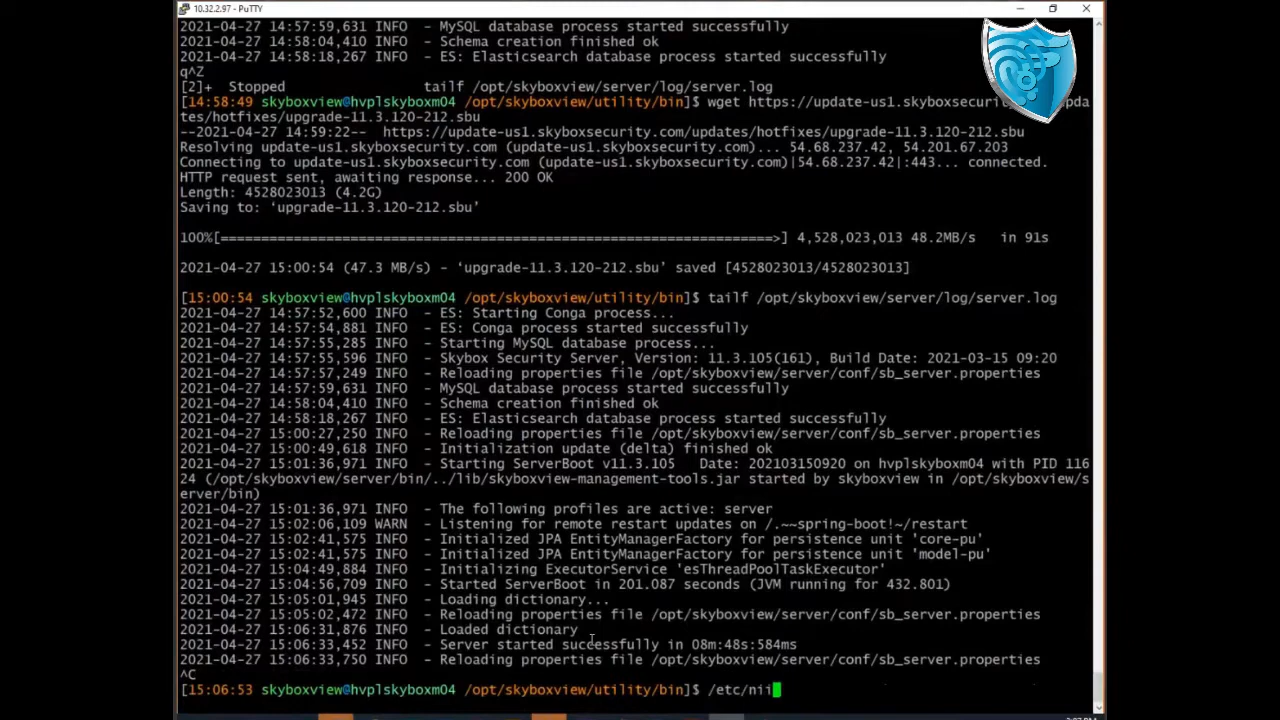 10.32.2.97 - PuTTY
2021-04-27 14:57:59,631 INFO  - MySQL database process started successfully
2021-04-27 14:58:04,410 INFO  - Schema creation finished ok
2021-04-27 14:58:18,267 INFO  - ES: Elasticsearch database process started successfully
q^Z
[2]+  Stopped                 tailf /opt/skyboxview/server/log/server.log
[14:58:49 skyboxview@hvplskyboxm04 /opt/skyboxview/utility/bin]$ wget https://update-us1.skyboxsecurit pda
tes/hotfixes/upgrade-11.3.120-212.sbu
--2021-04-27 14:59:22--  https://update-us1.skyboxsecurity.com/updates/hotfixes/upgrade-11.3.120-212.sbu
Resolving update-us1.skyboxsecurity.com (update-us1.skyboxsecurity.com)... 54.68.237.42, 54.201.67.203
Connecting to update-us1.skyboxsecurity.com (update-us1.skyboxsecurity.com)|54.68.237.42|:443... connected.
HTTP request sent, awaiting response... 200 OK
Length: 4528023013 (4.2G)
Saving to: ‘upgrade-11.3.120-212.sbu’
100%[==========================================================================>] 4,528,023,013 48.2MB/s   in 91s
2021-04-27 15:00:54 (47.3 MB/s) - ‘upgrade-11.3.120-212.sbu’ saved [4528023013/4528023013]
[15:00:54 skyboxview@hvplskyboxm04 /opt/skyboxview/utility/bin]$ tailf /opt/skyboxview/server/log/server.log
2021-04-27 14:57:52,600 INFO  - ES: Starting Conga process...
2021-04-27 14:57:54,881 INFO  - ES: Conga process started successfully
2021-04-27 14:57:55,285 INFO  - Starting MySQL database process...
2021-04-27 14:57:55,596 INFO  - Skybox Security Server, Version: 11.3.105(161), Build Date: 2021-03-15 09:20
2021-04-27 14:57:57,249 INFO  - Reloading properties file /opt/skyboxview/server/conf/sb_server.properties
2021-04-27 14:57:59,631 INFO  - MySQL database process started successfully
2021-04-27 14:58:04,410 INFO  - Schema creation finished ok
2021-04-27 14:58:18,267 INFO  - ES: Elasticsearch database process started successfully
2021-04-27 15:00:27,250 INFO  - Reloading properties file /opt/skyboxview/server/conf/sb_server.properties
2021-04-27 15:00:49,618 INFO  - Initialization update (delta) finished ok
2021-04-27 15:01:36,971 INFO  - Starting ServerBoot v11.3.105   Date: 202103150920 on hvplskyboxm04 with PID 116
24 (/opt/skyboxview/server/bin/../lib/skyboxview-management-tools.jar started by skyboxview in /opt/skyboxview/s
erver/bin)
2021-04-27 15:01:36,971 INFO  - The following profiles are active: server
2021-04-27 15:02:06,109 WARN  - Listening for remote restart updates on /.~~spring-boot!~/restart
2021-04-27 15:02:41,575 INFO  - Initialized JPA EntityManagerFactory for persistence unit 'core-pu'
2021-04-27 15:02:41,575 INFO  - Initialized JPA EntityManagerFactory for persistence unit 'model-pu'
2021-04-27 15:04:49,884 INFO  - Initializing ExecutorService 'esThreadPoolTaskExecutor'
2021-04-27 15:04:56,709 INFO  - Started ServerBoot in 201.087 seconds (JVM running for 432.801)
2021-04-27 15:05:01,945 INFO  - Loading dictionary...
2021-04-27 15:05:02,472 INFO  - Reloading properties file /opt/skyboxview/server/conf/sb_server.properties
2021-04-27 15:06:31,876 INFO  - Loaded dictionary
2021-04-27 15:06:33,452 INFO  - Server started successfully in 08m:48s:584ms
2021-04-27 15:06:33,750 INFO  - Reloading properties file /opt/skyboxview/server/conf/sb_server.properties
^C
[15:06:53 skyboxview@hvplskyboxm04 /opt/skyboxview/utility/bin]$ /etc/nii